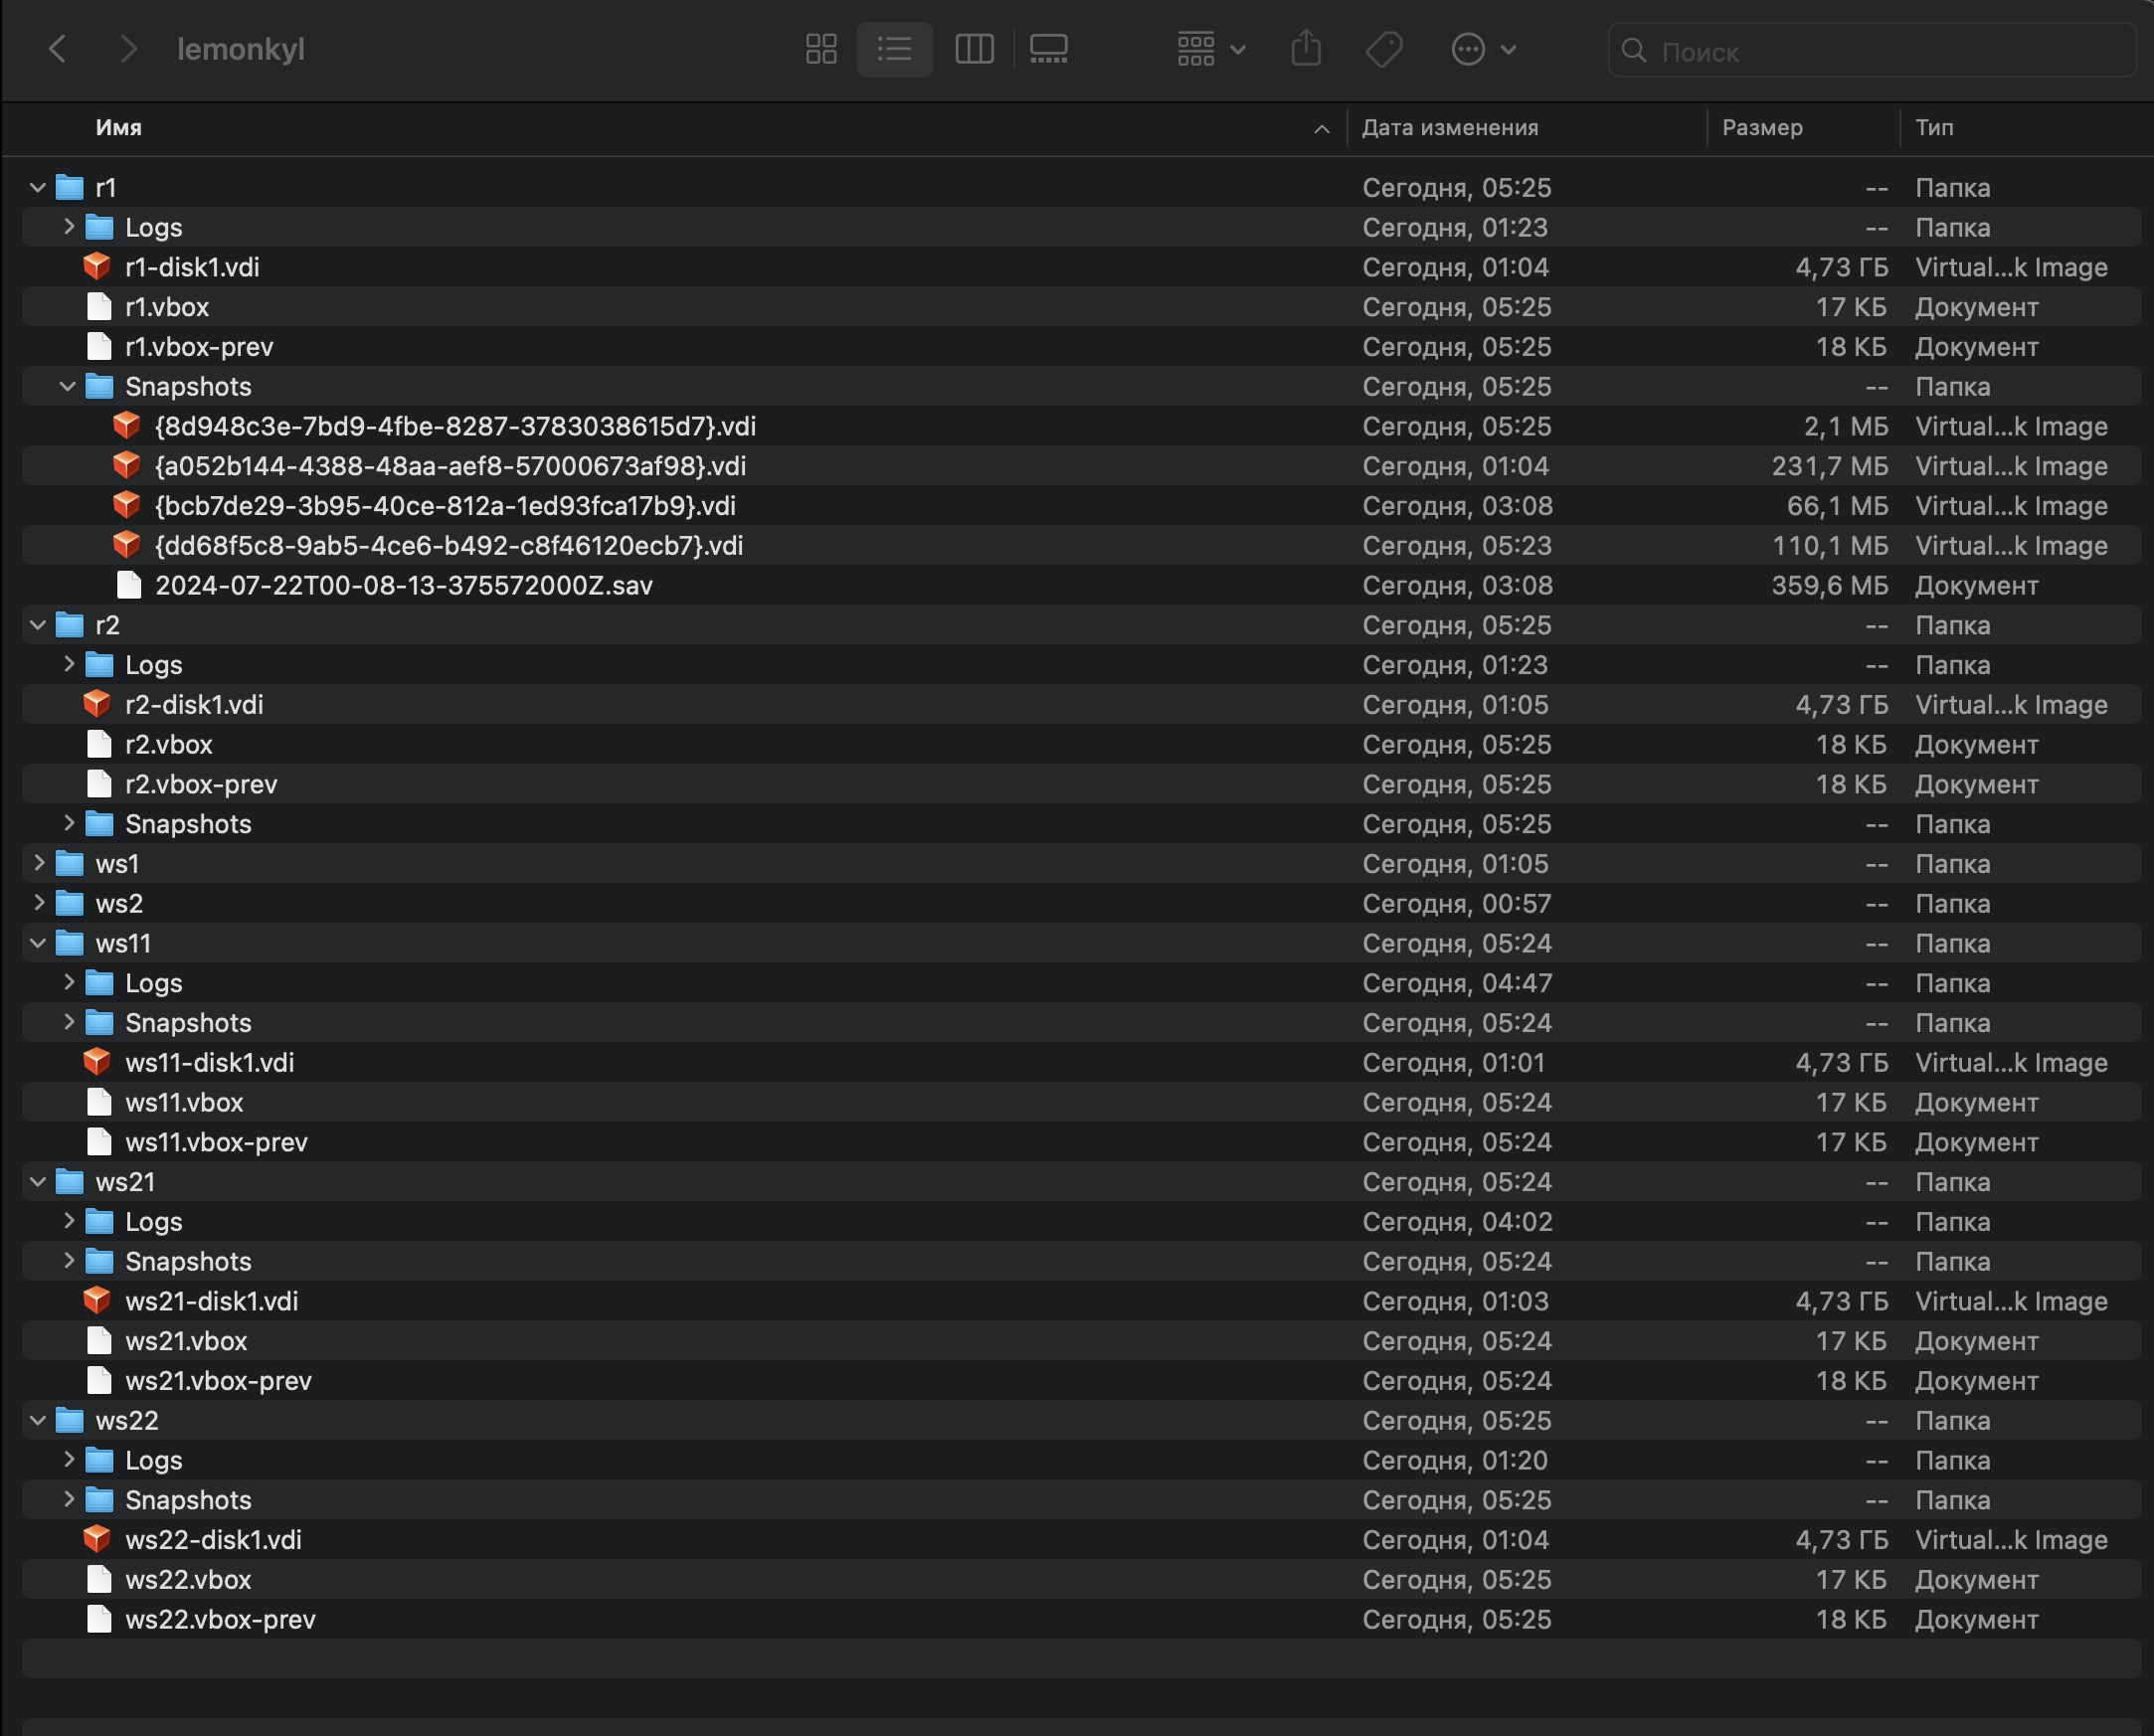 lemonkyl Поиск
Имя Дата изменения Размер Тип
r1 Сегодня, 05:25 -- Папка
Logs Сегодня, 01:23 -- Папка
r1-disk1.vdi Сегодня, 01:04 4,73 ГБ Virtual...k Image
r1.vbox Сегодня, 05:25 17 КБ Документ
r1.vbox-prev Сегодня, 05:25 18 КБ Документ
Snapshots Сегодня, 05:25 -- Папка
{8d948c3e-7bd9-4fbe-8287-3783038615d7}.vdi Сегодня, 05:25 2,1 МБ Virtual...k Image
{a052b144-4388-48aa-aef8-57000673af98}.vdi Сегодня, 01:04 231,7 МБ Virtual...k Image
{bcb7de29-3b95-40ce-812a-1ed93fca17b9}.vdi Сегодня, 03:08 66,1 МБ Virtual...k Image
{dd68f5c8-9ab5-4ce6-b492-c8f46120ecb7}.vdi Сегодня, 05:23 110,1 МБ Virtual...k Image
2024-07-22T00-08-13-375572000Z.sav Сегодня, 03:08 359,6 МБ Документ
r2 Сегодня, 05:25 -- Папка
Logs Сегодня, 01:23 -- Папка
r2-disk1.vdi Сегодня, 01:05 4,73 ГБ Virtual...k Image
r2.vbox Сегодня, 05:25 18 КБ Документ
r2.vbox-prev Сегодня, 05:25 18 КБ Документ
Snapshots Сегодня, 05:25 -- Папка
ws1 Сегодня, 01:05 -- Папка
ws2 Сегодня, 00:57 -- Папка
ws11 Сегодня, 05:24 -- Папка
Logs Сегодня, 04:47 -- Папка
Snapshots Сегодня, 05:24 -- Папка
ws11-disk1.vdi Сегодня, 01:01 4,73 ГБ Virtual...k Image
ws11.vbox Сегодня, 05:24 17 КБ Документ
ws11.vbox-prev Сегодня, 05:24 17 КБ Документ
ws21 Сегодня, 05:24 -- Папка
Logs Сегодня, 04:02 -- Папка
Snapshots Сегодня, 05:24 -- Папка
ws21-disk1.vdi Сегодня, 01:03 4,73 ГБ Virtual...k Image
ws21.vbox Сегодня, 05:24 17 КБ Документ
ws21.vbox-prev Сегодня, 05:24 18 КБ Документ
ws22 Сегодня, 05:25 -- Папка
Logs Сегодня, 01:20 -- Папка
Snapshots Сегодня, 05:25 -- Папка
ws22-disk1.vdi Сегодня, 01:04 4,73 ГБ Virtual...k Image
ws22.vbox Сегодня, 05:25 17 КБ Документ
ws22.vbox-prev Сегодня, 05:25 18 КБ Документ